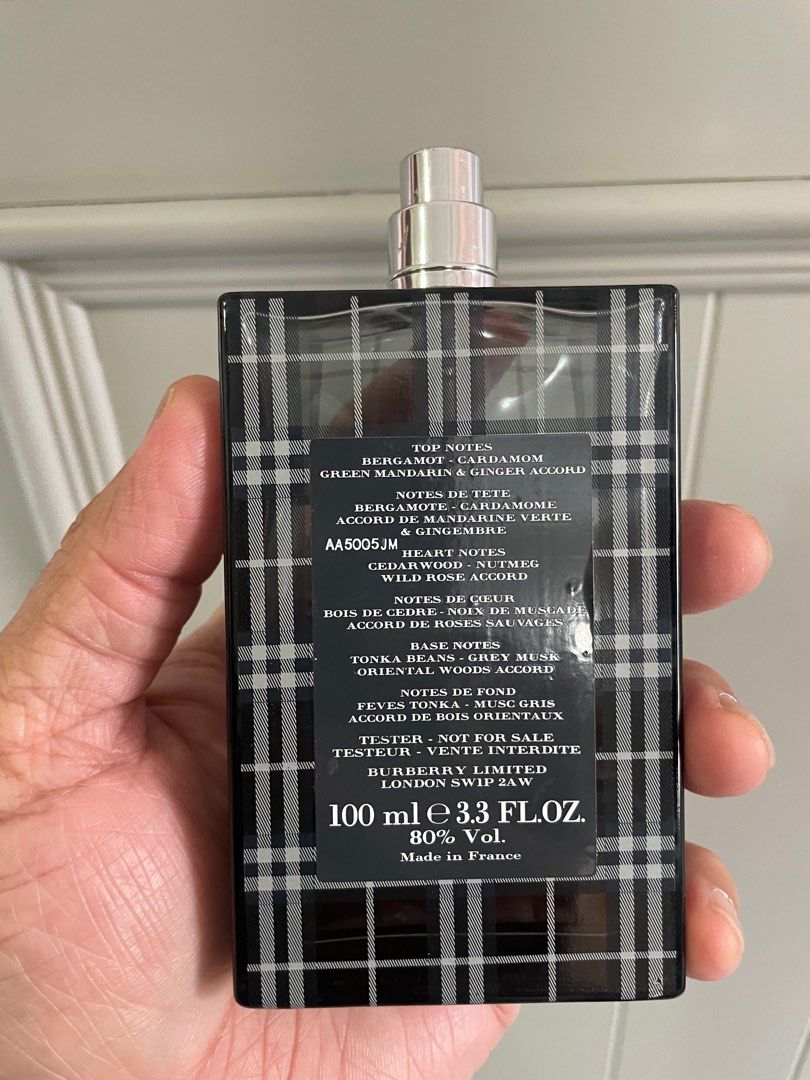 TOP NOTES
BERGAMOT - CARDAMOM
GREEN MANDARIN & GINGER ACCORD
NOTES DE TETE
BERGAMOTE - CARDAMOME
ACCORD DE MANDARINE VERTE
& GINGEMBRE
AA5005JM
HEART NOTES
CEDARWOOD - NUTMEG
WILD ROSE ACCORD
NOTES DE CŒUR
BOIS DE CEDRE - NOIX DE MUSCADE
ACCORD DE ROSES SAUVAGES
BASE NOTES
TONKA BEANS - GREY MUSK
ORIENTAL WOODS ACCORD
NOTES DE FOND
FEVES TONKA - MUSC GRIS
ACCORD DE BOIS ORIENTAUX
TESTER - NOT FOR SALE
TESTEUR - VENTE INTERDITE
BURBERRY LIMITED
LONDON SW1P 2AW
100 ml ℮ 3.3 FL.OZ.
80% Vol.
Made in France